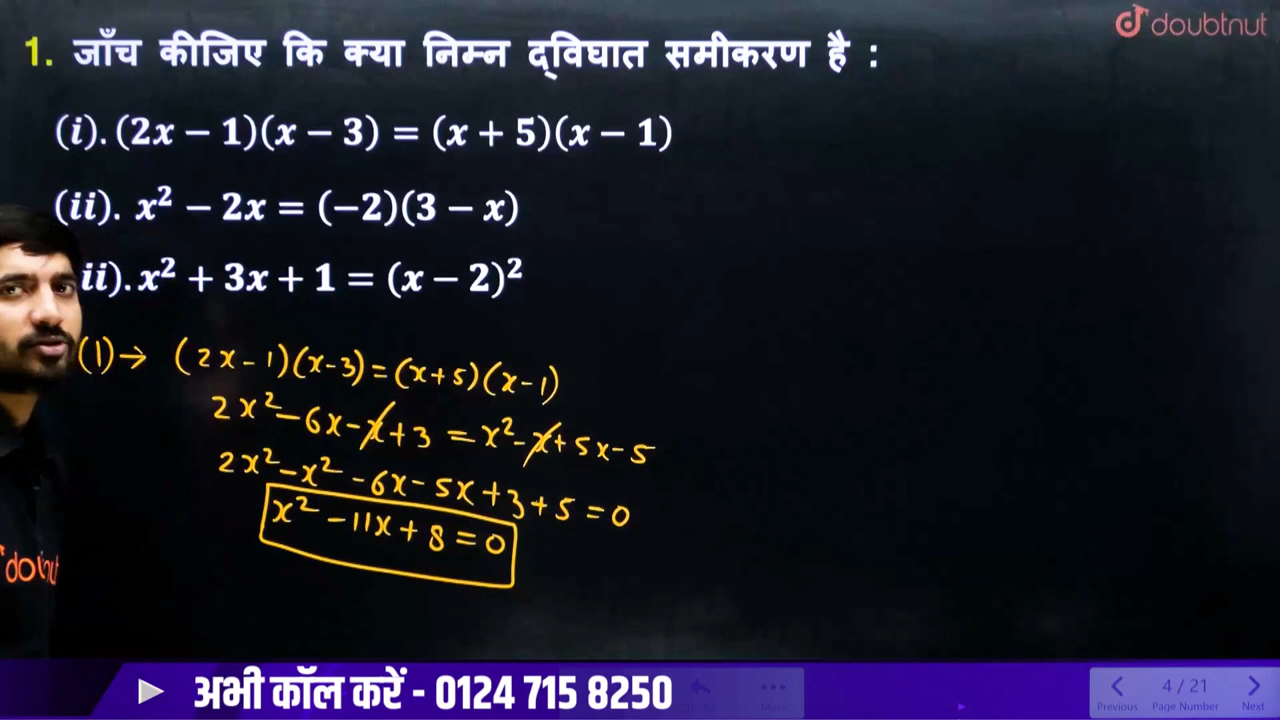 doubtnut
1. जाँच कीजिए कि क्या निम्न द्विघात समीकरण है :
(i). (2x − 1)(x − 3) = (x + 5)(x − 1)
(ii). x² − 2x = (−2)(3 − x)
ii). x² + 3x + 1 = (x − 2)²
(1)→ (2x-1)(x-3)=(x+5)(x-1)
2x²-6x-x+3 = x²-x+5x-5
2x²-x²-6x-5x+3+5=0
x²-11x+8=0
अभी कॉल करें - 0124 715 8250
4 / 21
Previous Page Number Next